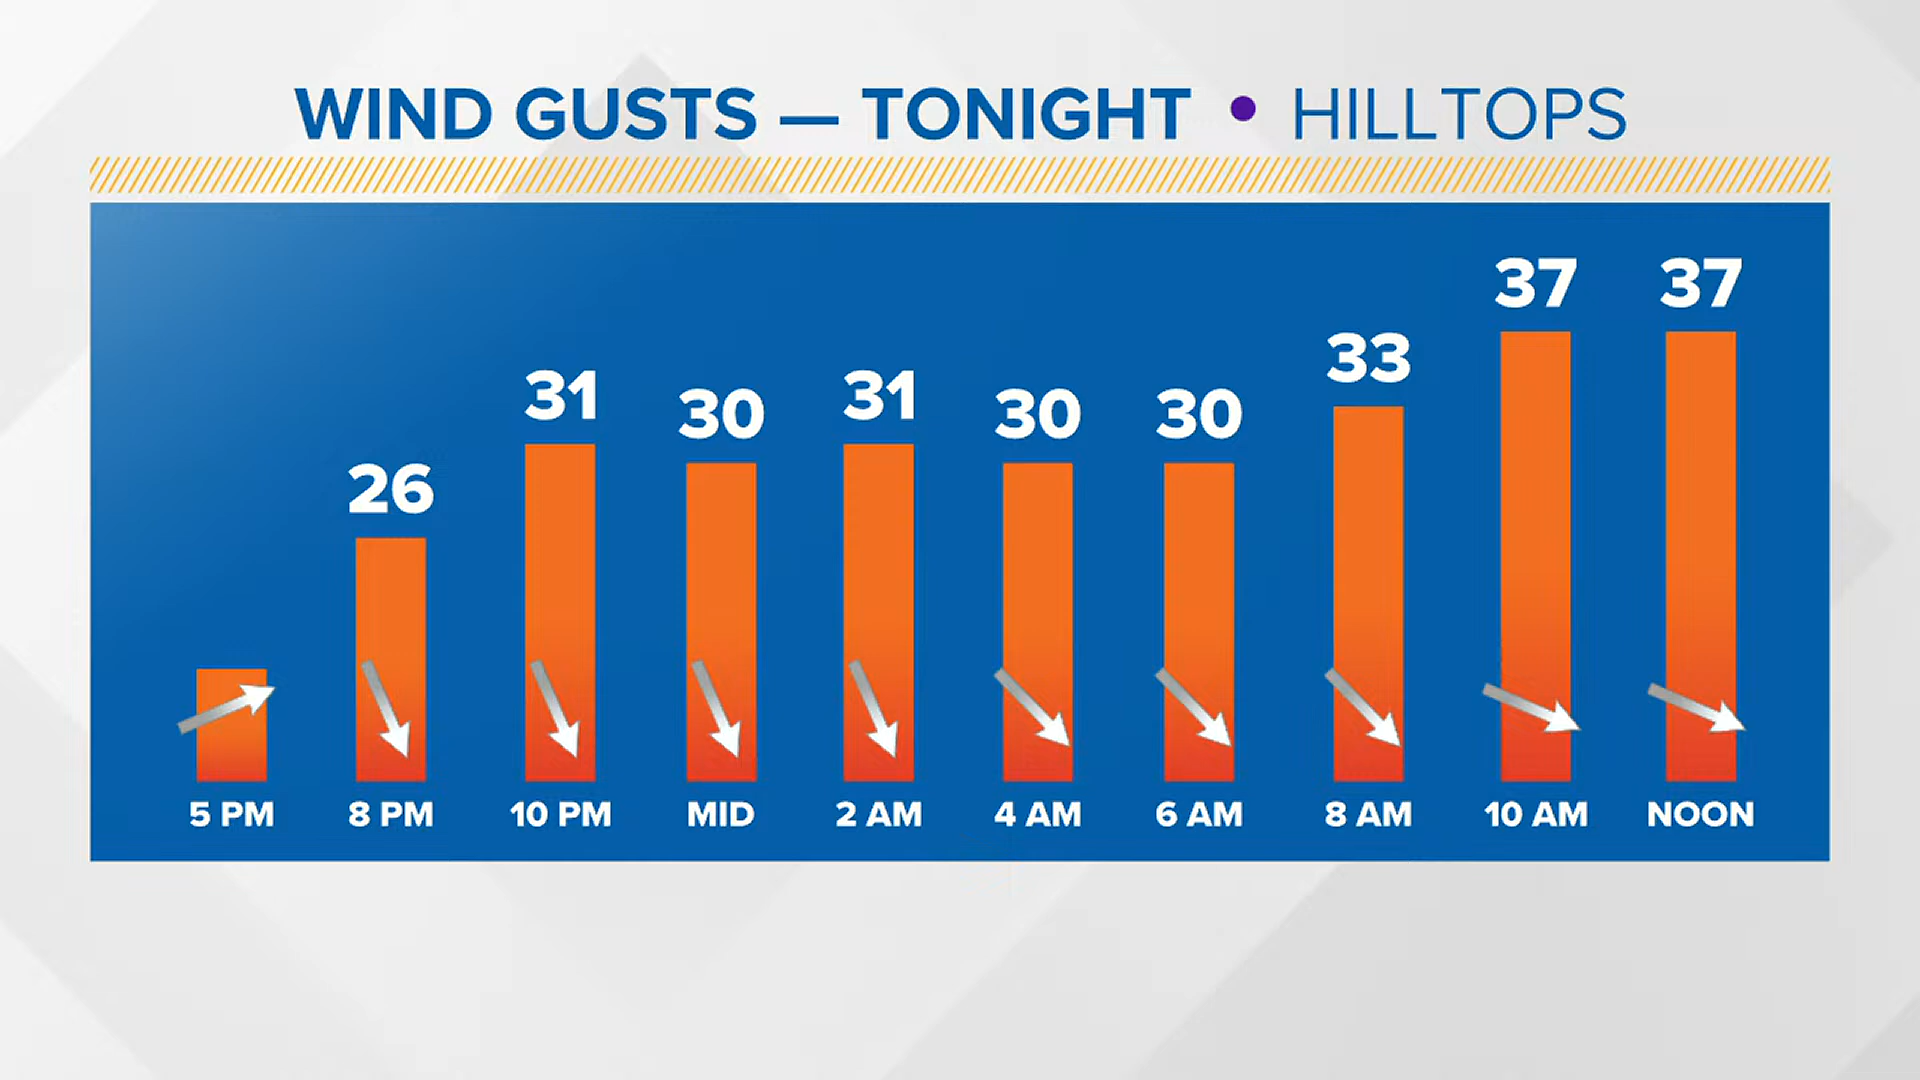 WIND GUSTS — TONIGHT • HILLTOPS
37 37
33
31 30 31 30 30
26
5 PM 8 PM 10 PM MID 2 AM 4 AM 6 AM 8 AM 10 AM NOON